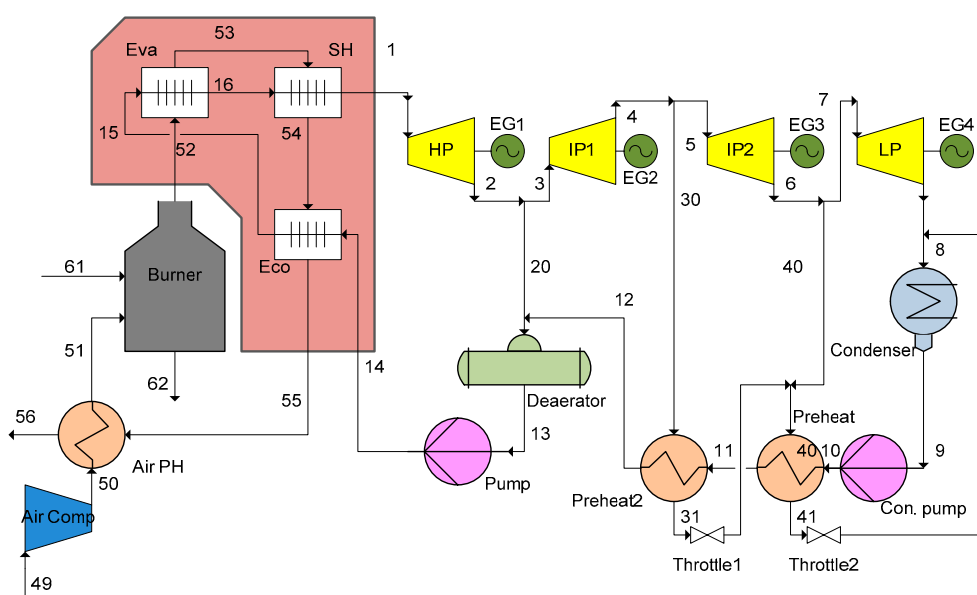 53
Eva
SH
1
7
16
4
EG1
EG3
EG4
15
52
54
HP
IP1
5
IP2
LP
EG2
2
3
6
30
Eco
8
61
Burner
20
40
12
51
Condenser
62
55
14
Deaerator
56
Preheat
13
11
40
10
9
Air PH
50
Pump
Preheat2
Con. pump
Air Comp
31
41
49
Throttle1
Throttle2